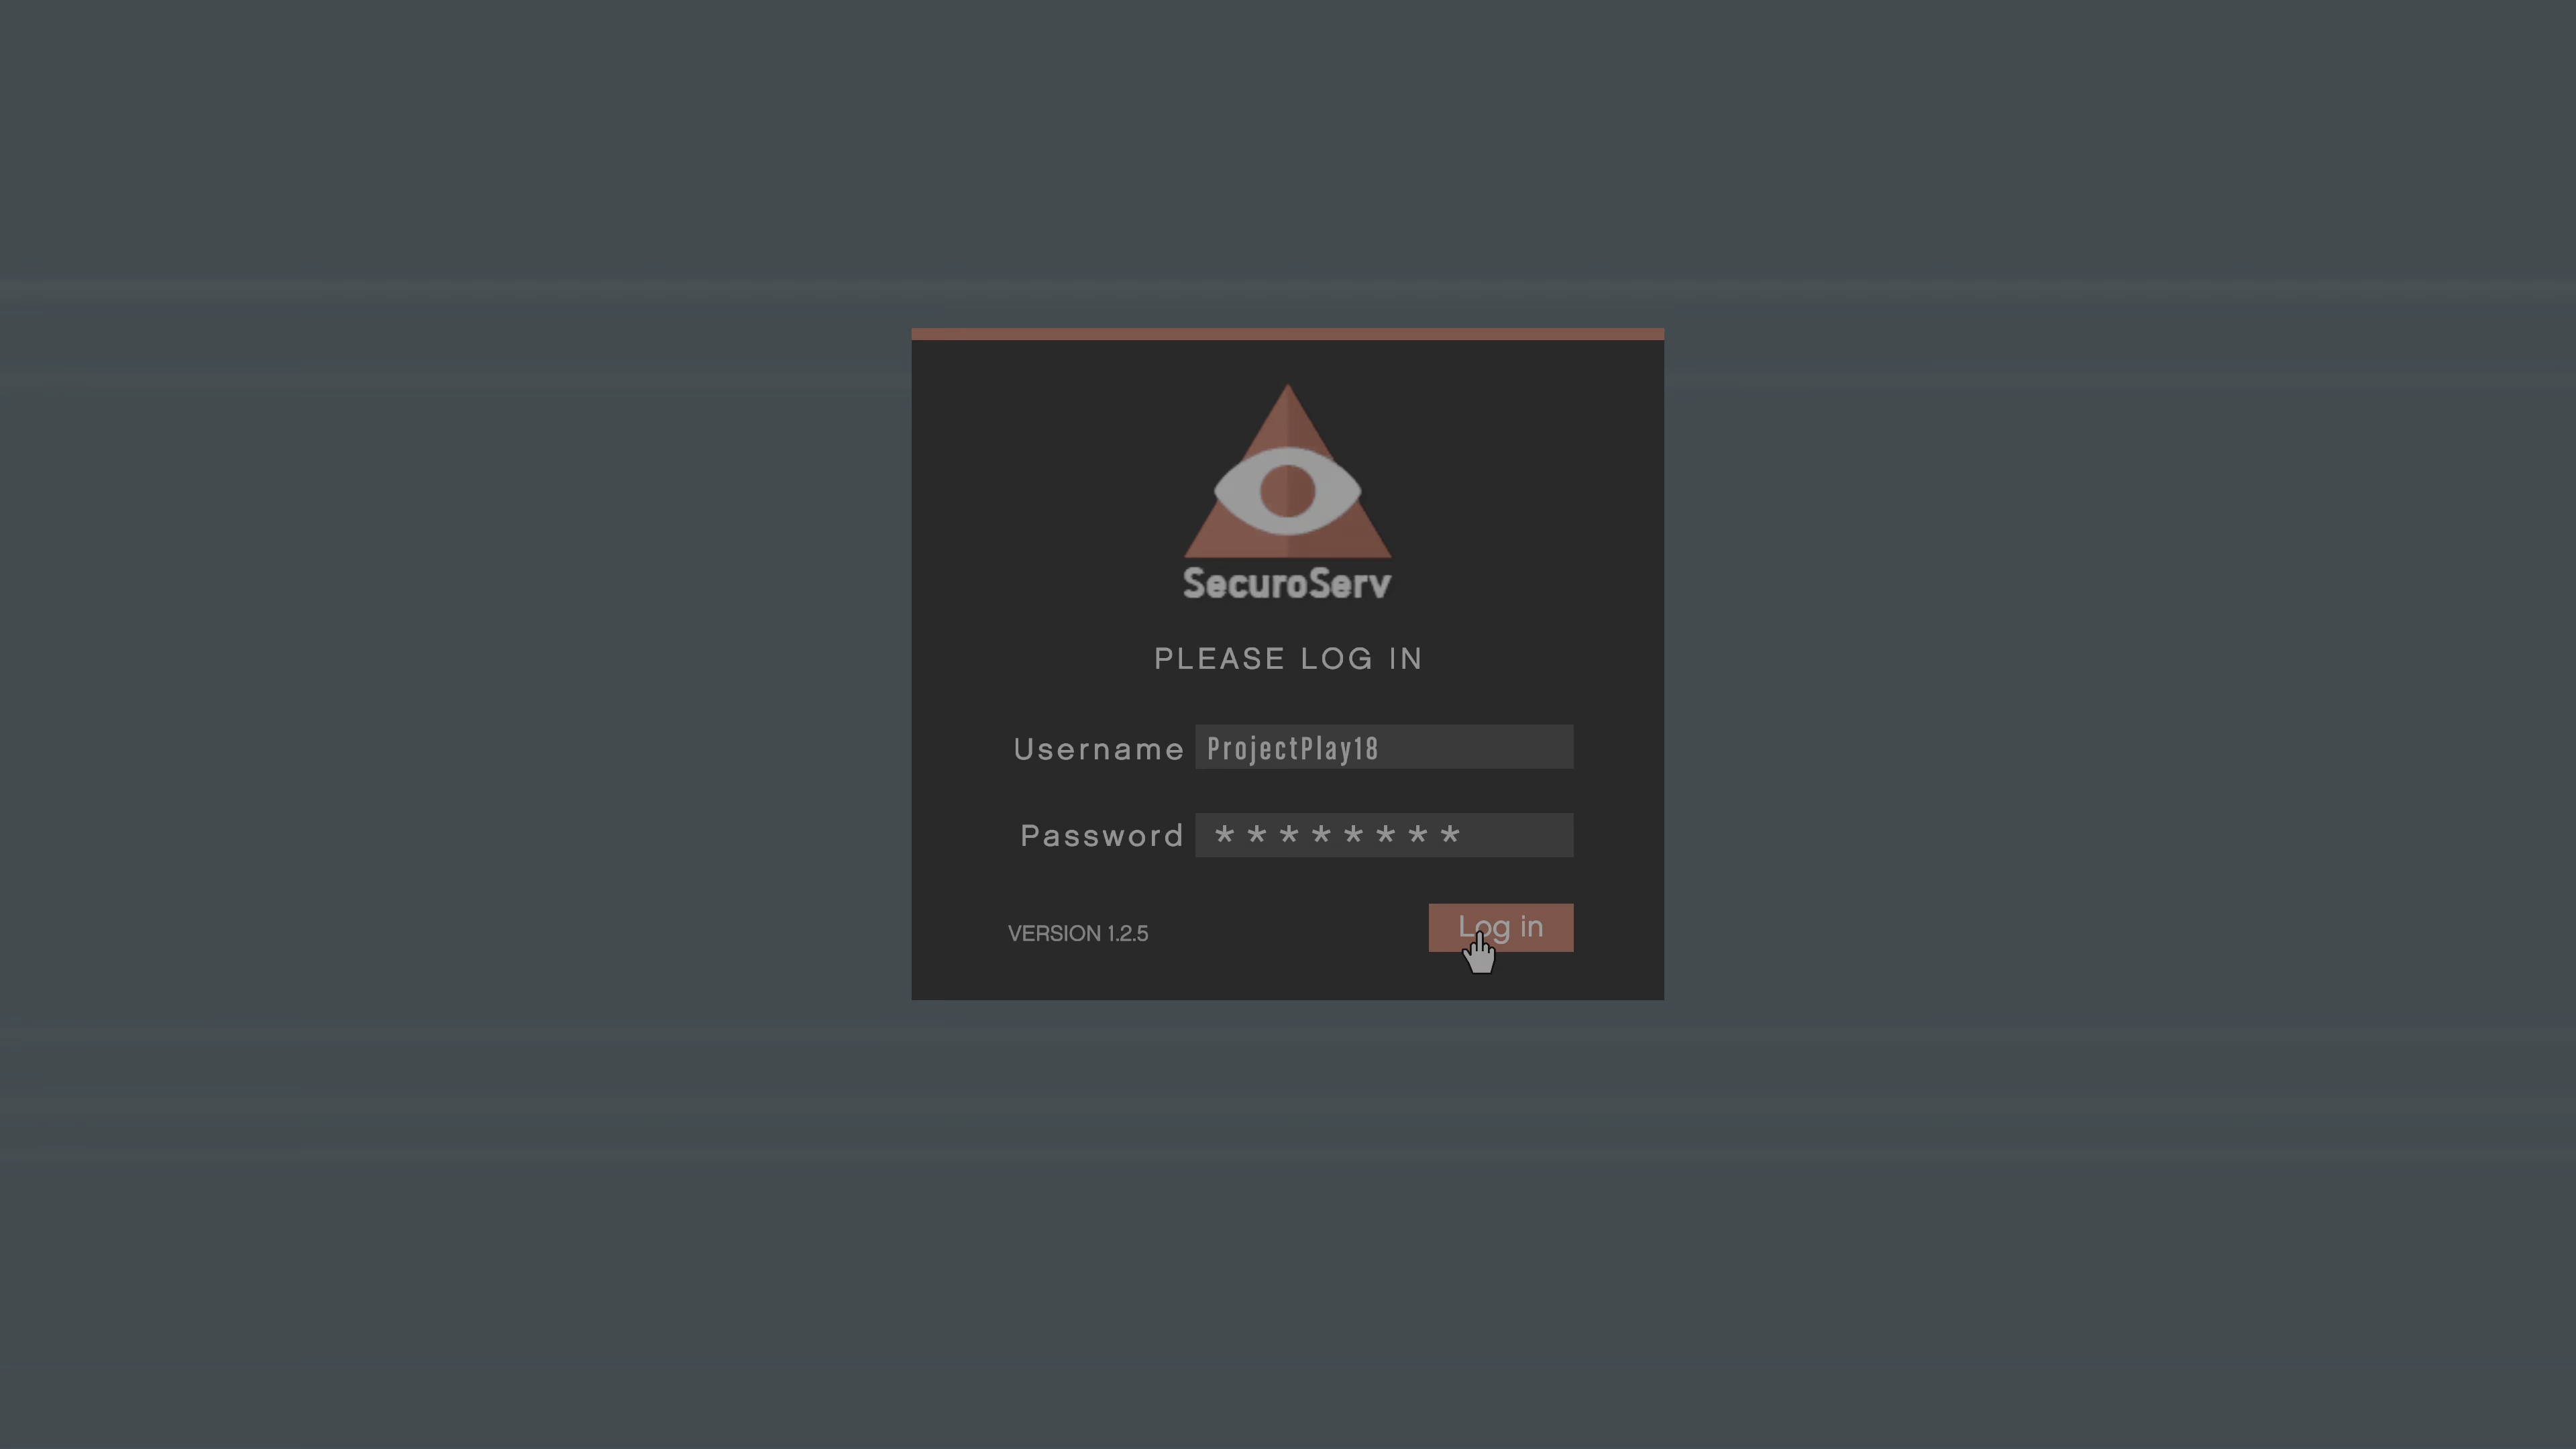 SecuroServ
PLEASE LOG IN
Username ProjectPlay18
Password ********
VERSION 1.2.5
Log in